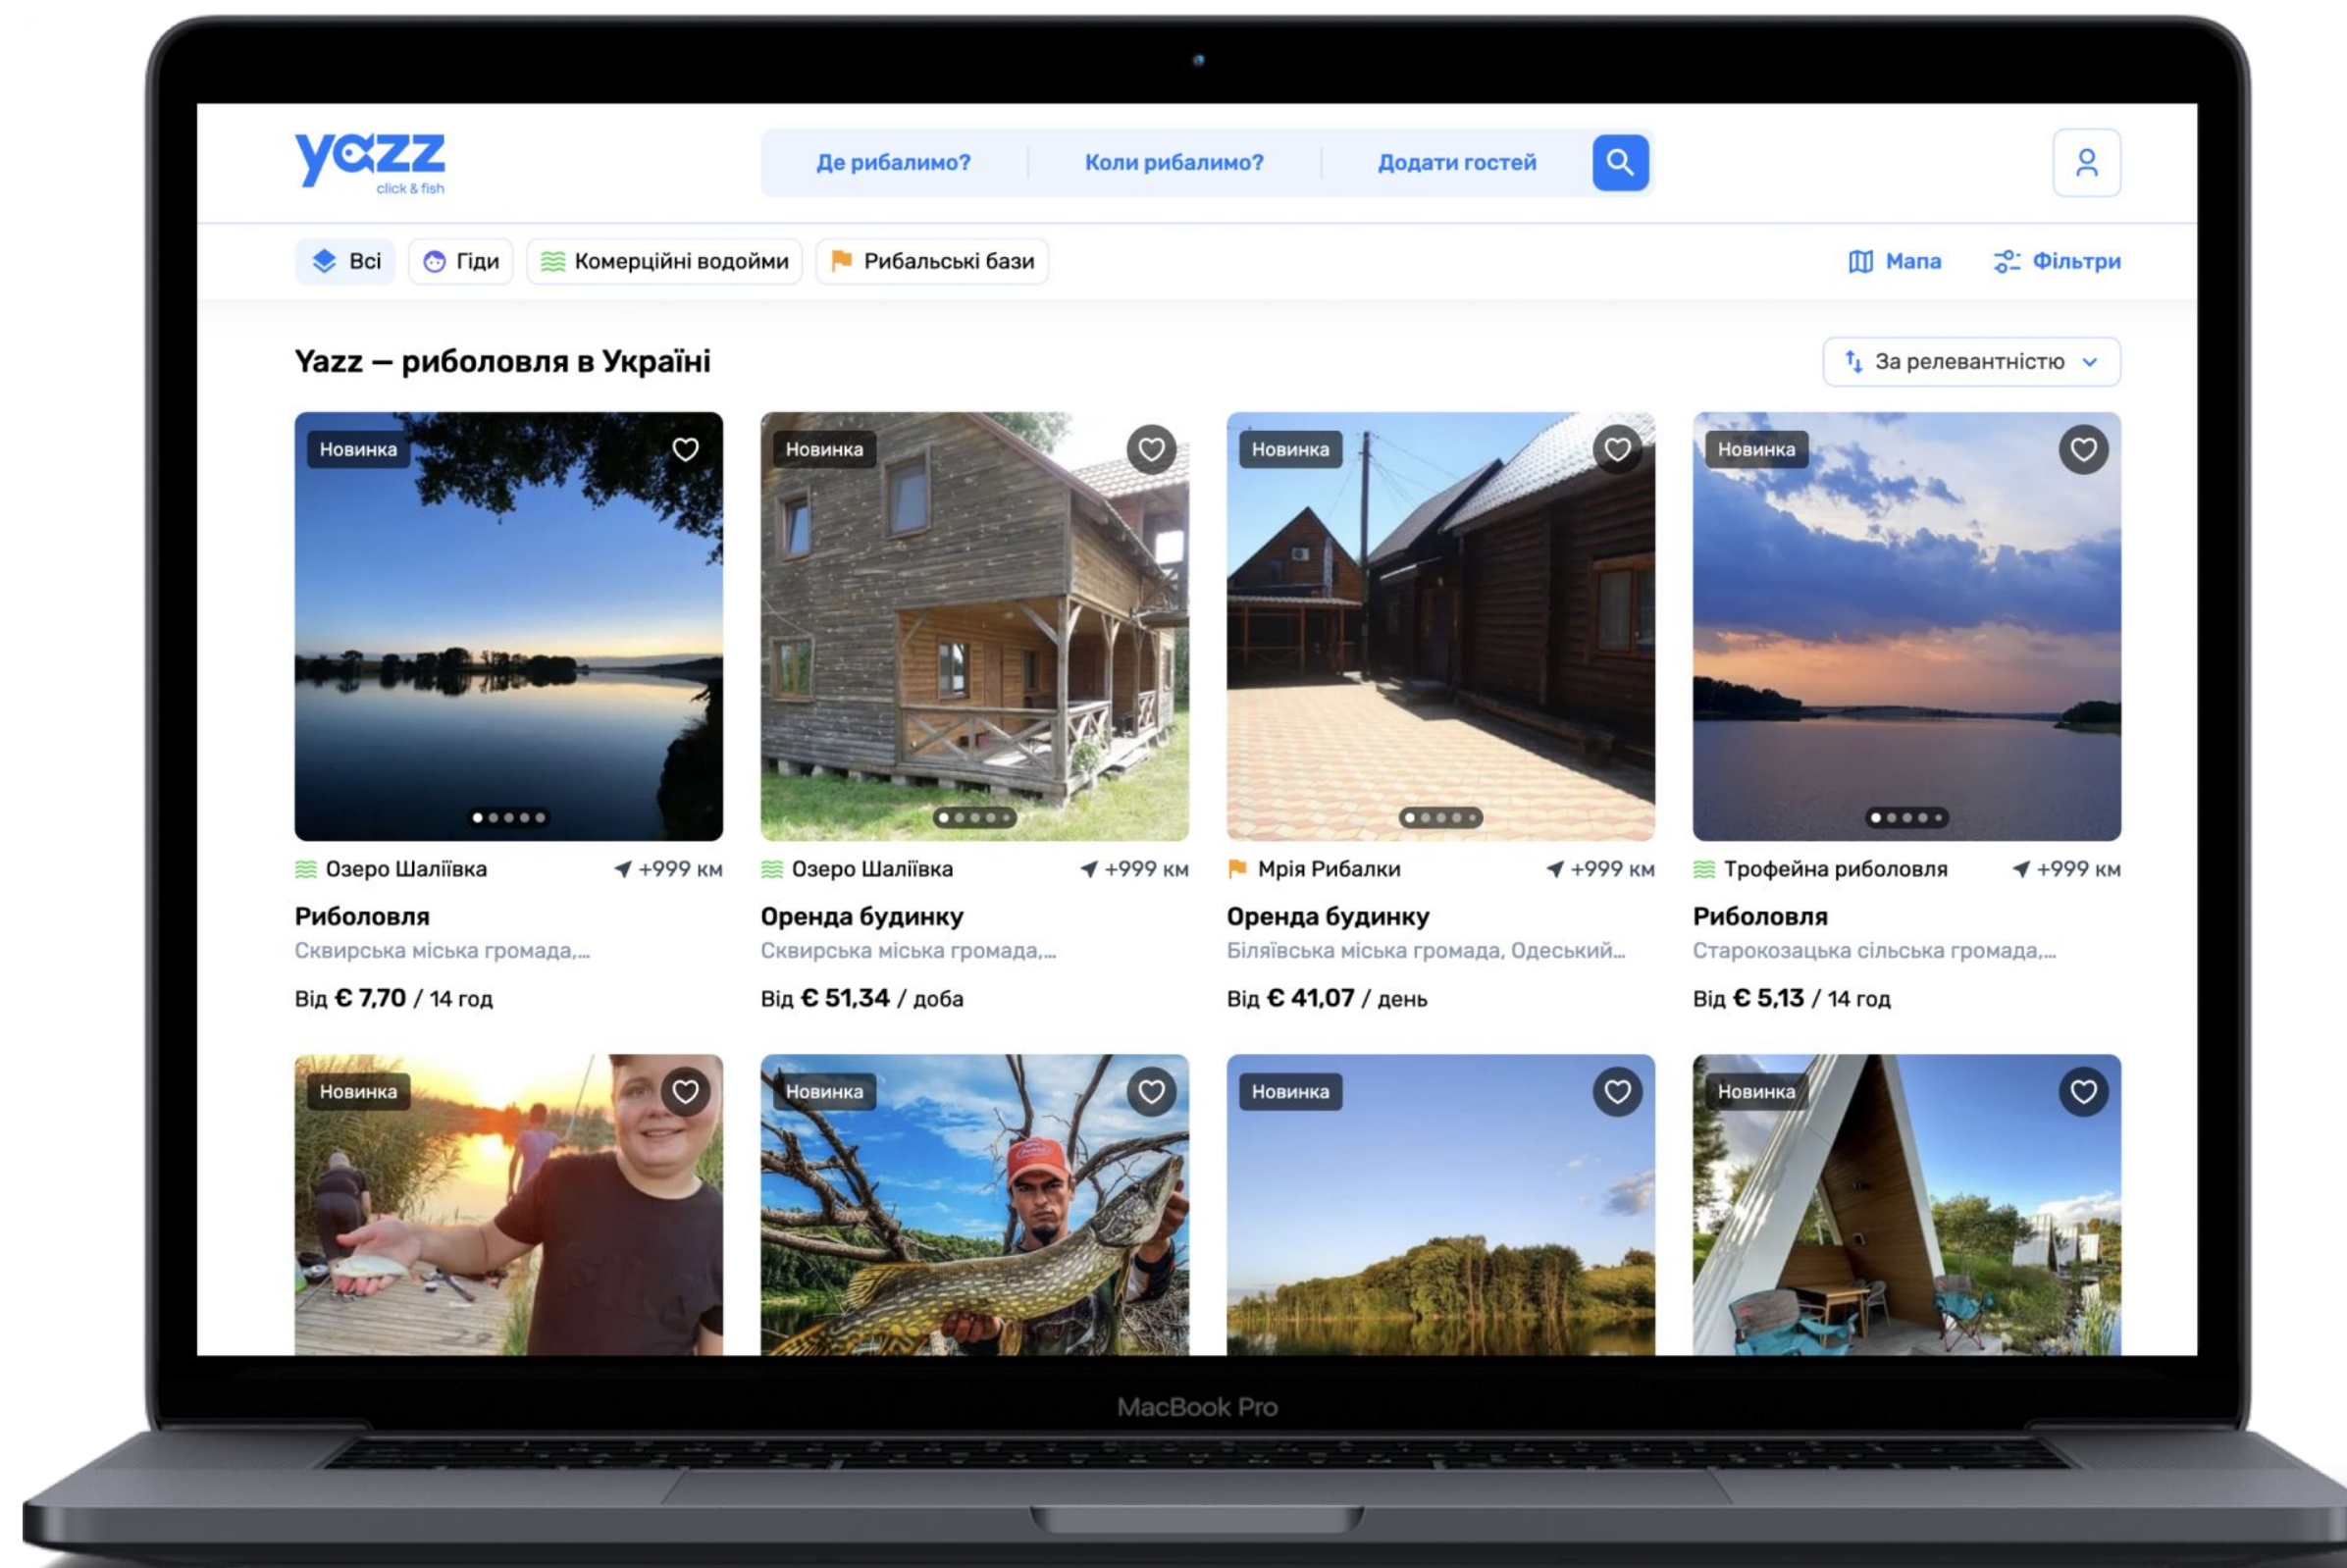 yazz
click & fish
Де рибалимо?
Коли рибалимо?
Додати гостей
Всі
Гіди
Комерційні водойми
Рибальські бази
Мапа
Фільтри
Yazz — риболовля в Україні
За релевантністю
Новинка
Новинка
Новинка
Новинка
Озеро Шаліївка
+999 км
Риболовля
Сквирська міська громада,...
Від € 7,70 / 14 год
Озеро Шаліївка
+999 км
Оренда будинку
Сквирська міська громада,...
Від € 51,34 / доба
Мрія Рибалки
+999 км
Оренда будинку
Біляївська міська громада, Одеський...
Від € 41,07 / день
Трофейна риболовля
+999 км
Риболовля
Старокозацька сільська громада,...
Від € 5,13 / 14 год
Новинка
Новинка
Новинка
Новинка
MacBook Pro